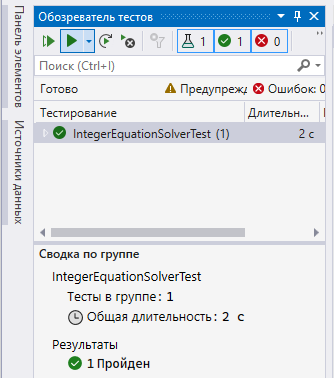 Обозреватель тестов
1 1 0
Поиск (Ctrl+I)
Готово Предупрежд Ошибок: 0
Тестирование Длительн...
IntegerEquationSolverTest (1) 2 с
Сводка по группе
IntegerEquationSolverTest
Тесты в группе: 1
Общая длительность: 2 с
Результаты
1 Пройден
Панель элементов
Источники данных